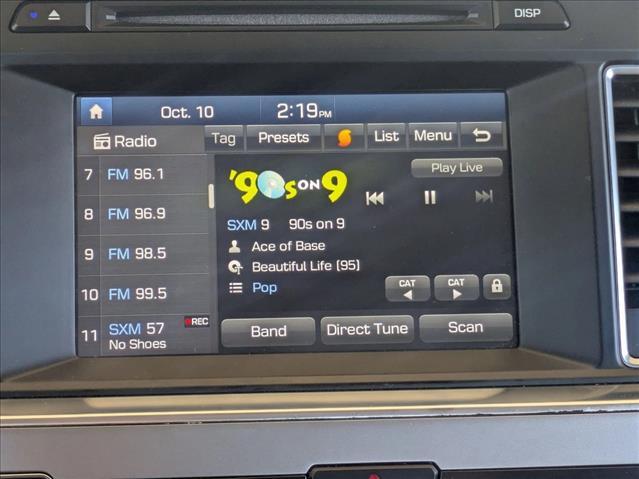 DISP
Oct. 10 2:19PM
Radio Tag Presets List Menu
Play Live
7 FM 96.1
'90s ON 9
8 FM 96.9
SXM 9 90s on 9
9 FM 98.5
Ace of Base
Beautiful Life (95)
10 FM 99.5
Pop
CAT CAT
11 SXM 57 REC
No Shoes
Band Direct Tune Scan